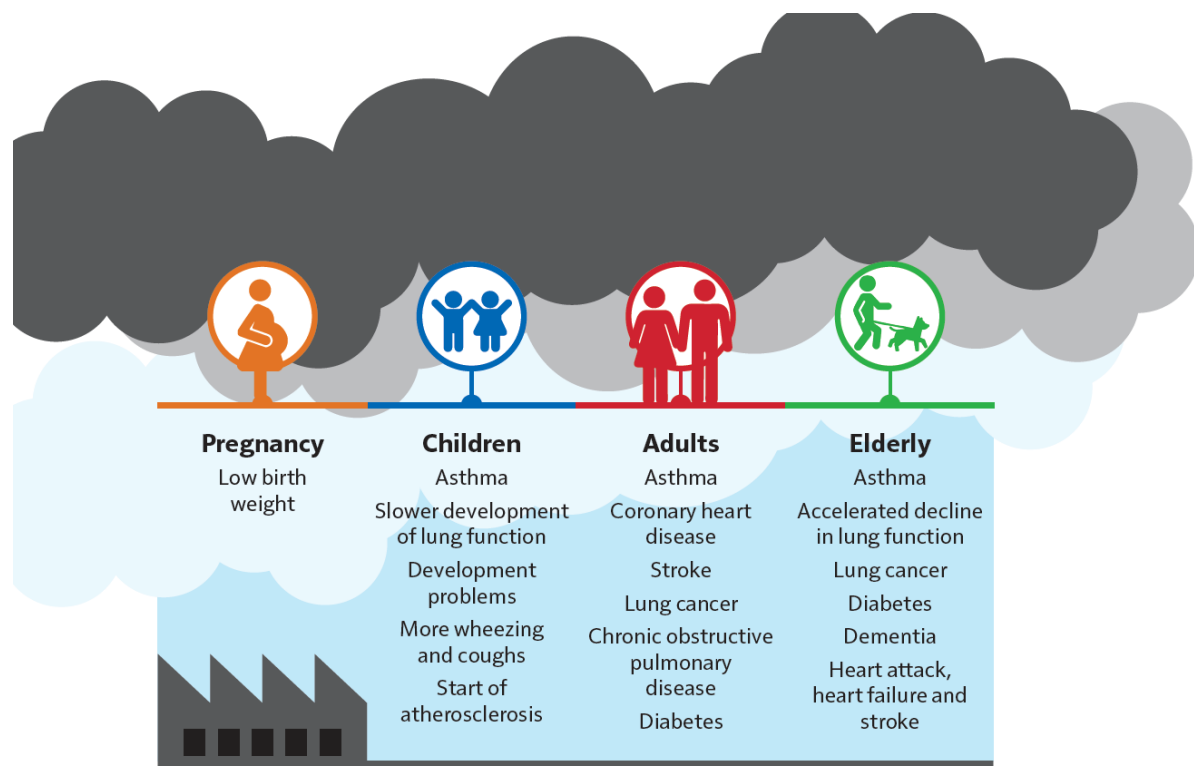 Pregnancy
Low birth
weight
Children
Asthma
Slower development
of lung function
Development
problems
More wheezing
and coughs
Start of
atherosclerosis
Adults
Asthma
Coronary heart
disease
Stroke
Lung cancer
Chronic obstructive
pulmonary
disease
Diabetes
Elderly
Asthma
Accelerated decline
in lung function
Lung cancer
Diabetes
Dementia
Heart attack,
heart failure and
stroke